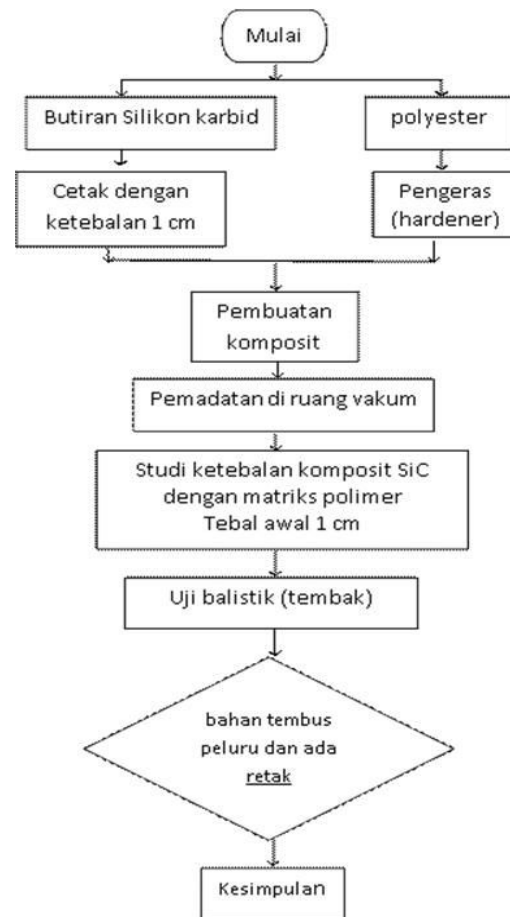 Mulai
Butiran Silikon karbid
polyester
Cetak dengan
ketebalan 1 cm
Pengeras
(hardener)
Pembuatan
komposit
Pemadatan di ruang vakum
Studi ketebalan komposit SiC
dengan matriks polimer
Tebal awal 1 cm
Uji balistik (tembak)
bahan tembus
peluru dan ada
retak
Kesimpulan